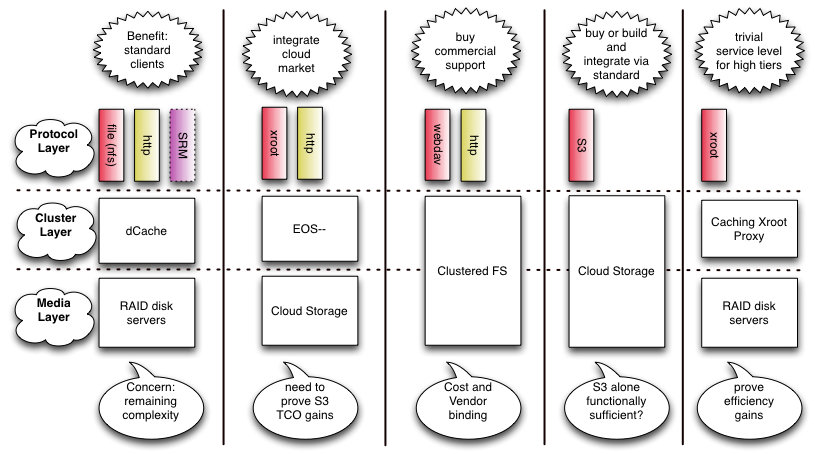 Benefit:
standard
clients
integrate
cloud
market
buy
commercial
support
buy or build
and
integrate via
standard
trivial
service level
for high tiers
Protocol
Layer
file (nfs)
http
SRM
xroot
http
webdav
http
S3
xroot
Cluster
Layer
dCache
EOS--
Clustered FS
Cloud Storage
Caching Xroot
Proxy
Media
Layer
RAID disk
servers
Cloud Storage
RAID disk
servers
Concern:
remaining
complexity
need to
prove S3
TCO gains
Cost and
Vendor
binding
S3 alone
functionally
sufficient?
prove
efficiency
gains